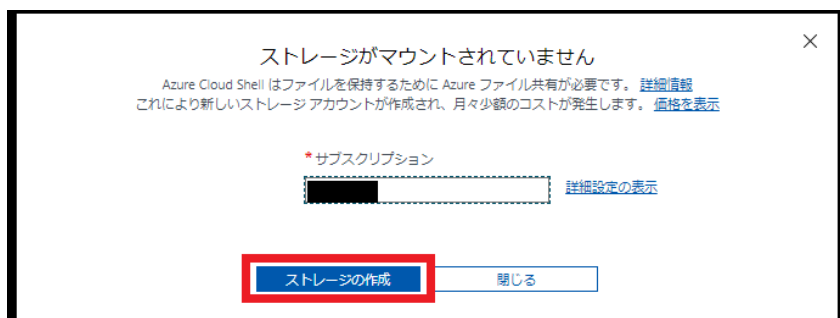 ストレージがマウントされていません
Azure Cloud Shell はファイルを保持するために Azure ファイル共有が必要です。 詳細情報
これにより新しいストレージ アカウントが作成され、月々少額のコストが発生します。 価格を表示
*サブスクリプション
詳細設定の表示
ストレージの作成 閉じる